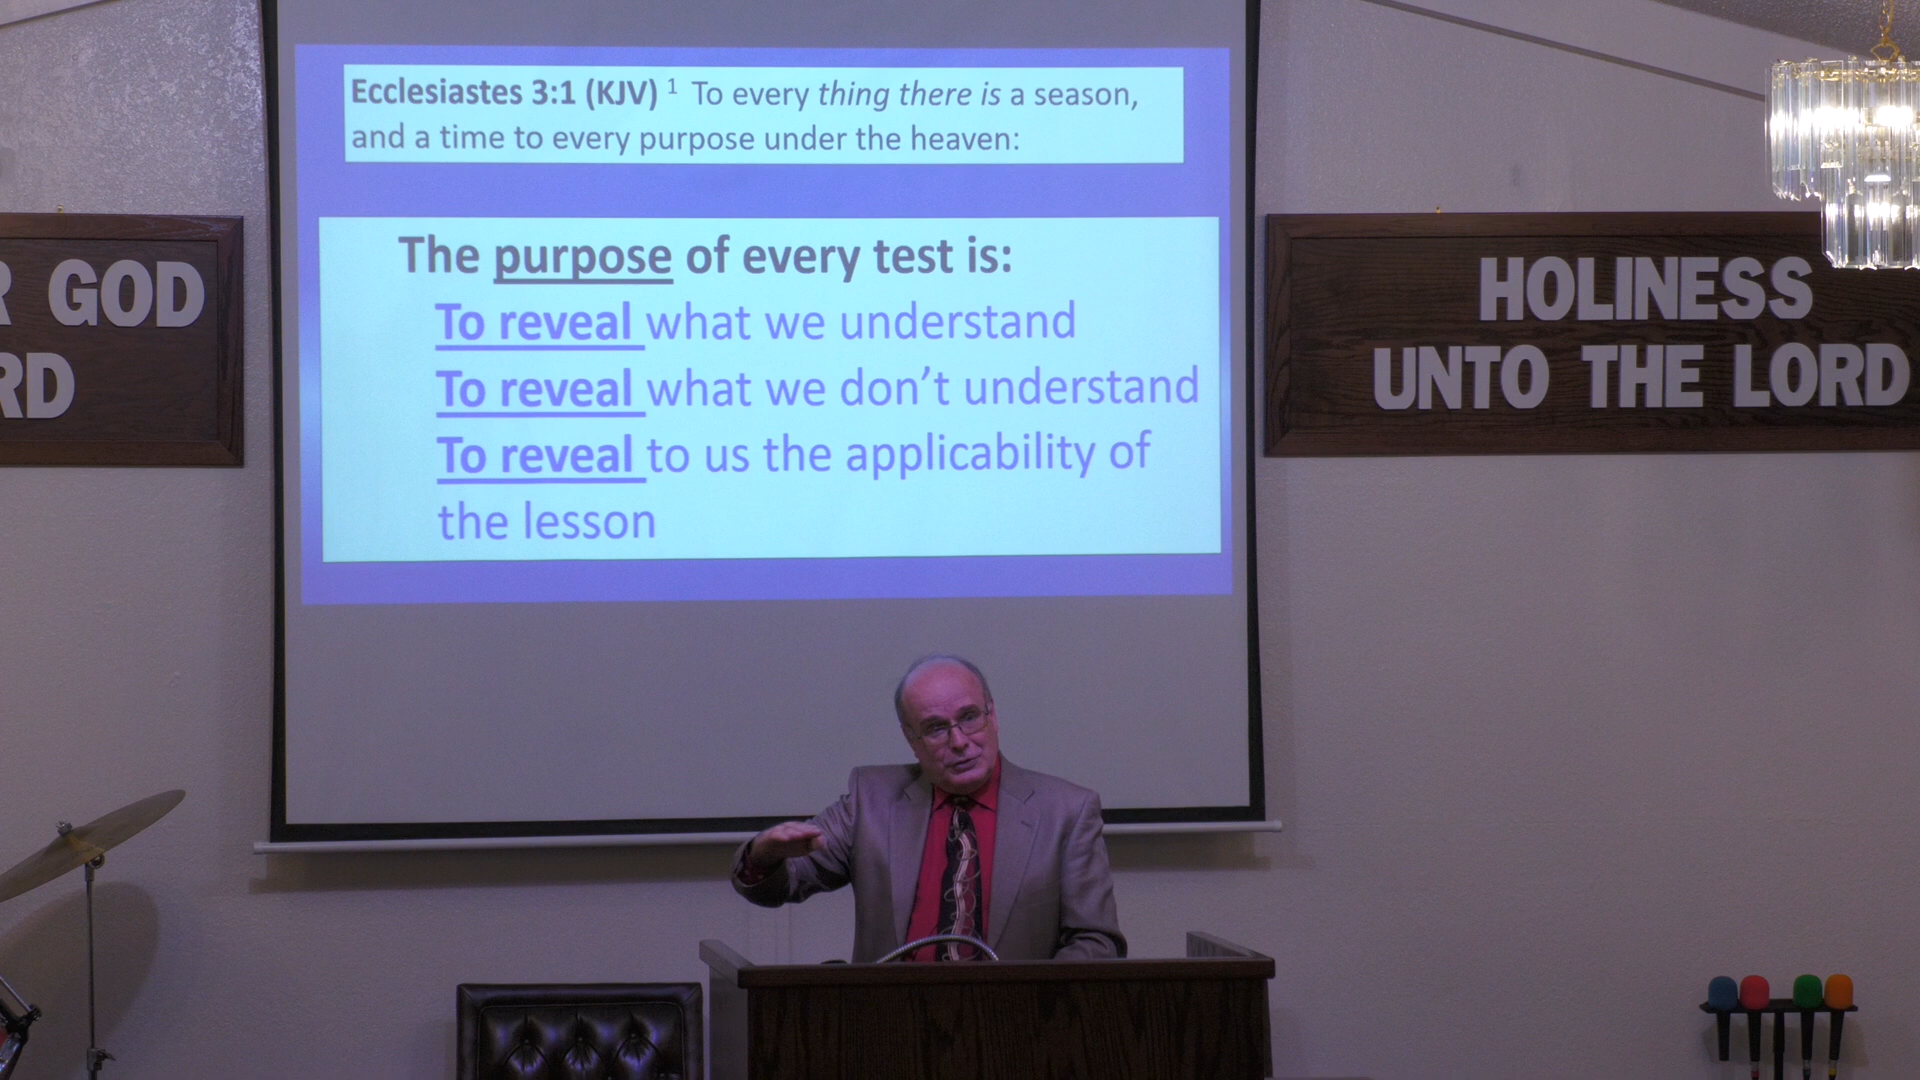 Ecclesiastes 3:1 (KJV) 1 To every thing there is a season,
and a time to every purpose under the heaven:
The purpose of every test is:
To reveal what we understand
To reveal what we don't understand
To reveal to us the applicability of
the lesson
GOD
HOLINESS
UNTO THE LORD